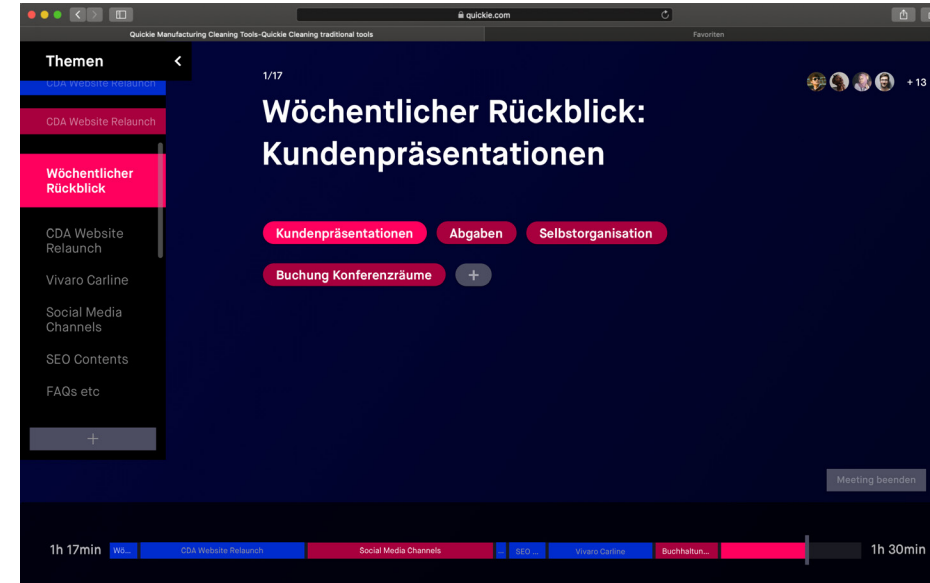 quickie.com
Quickie Manufacturing Cleaning Tools-Quickie Cleaning traditional tools
Favoriten
Themen
CDA Website Relaunch
CDA Website Relaunch
Wöchentlicher
Rückblick
CDA Website
Relaunch
Vivaro Carline
Social Media
Channels
SEO Contents
FAQs etc
+
1/17
+ 13
Wöchentlicher Rückblick:
Kundenpräsentationen
Kundenpräsentationen
Abgaben
Selbstorganisation
Buchung Konferenzräume
+
Meeting beenden
1h 17min
Wö...
CDA Website Relaunch
Social Media Channels
...
SEO ...
Vivaro Carline
Buchhaltun...
1h 30min